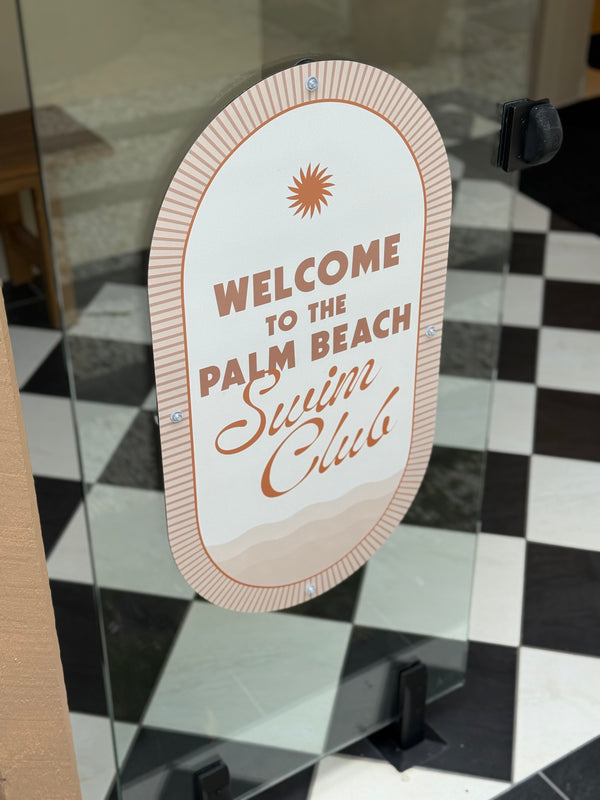 WELCOME
TO THE
PALM BEACH
Swim
Club